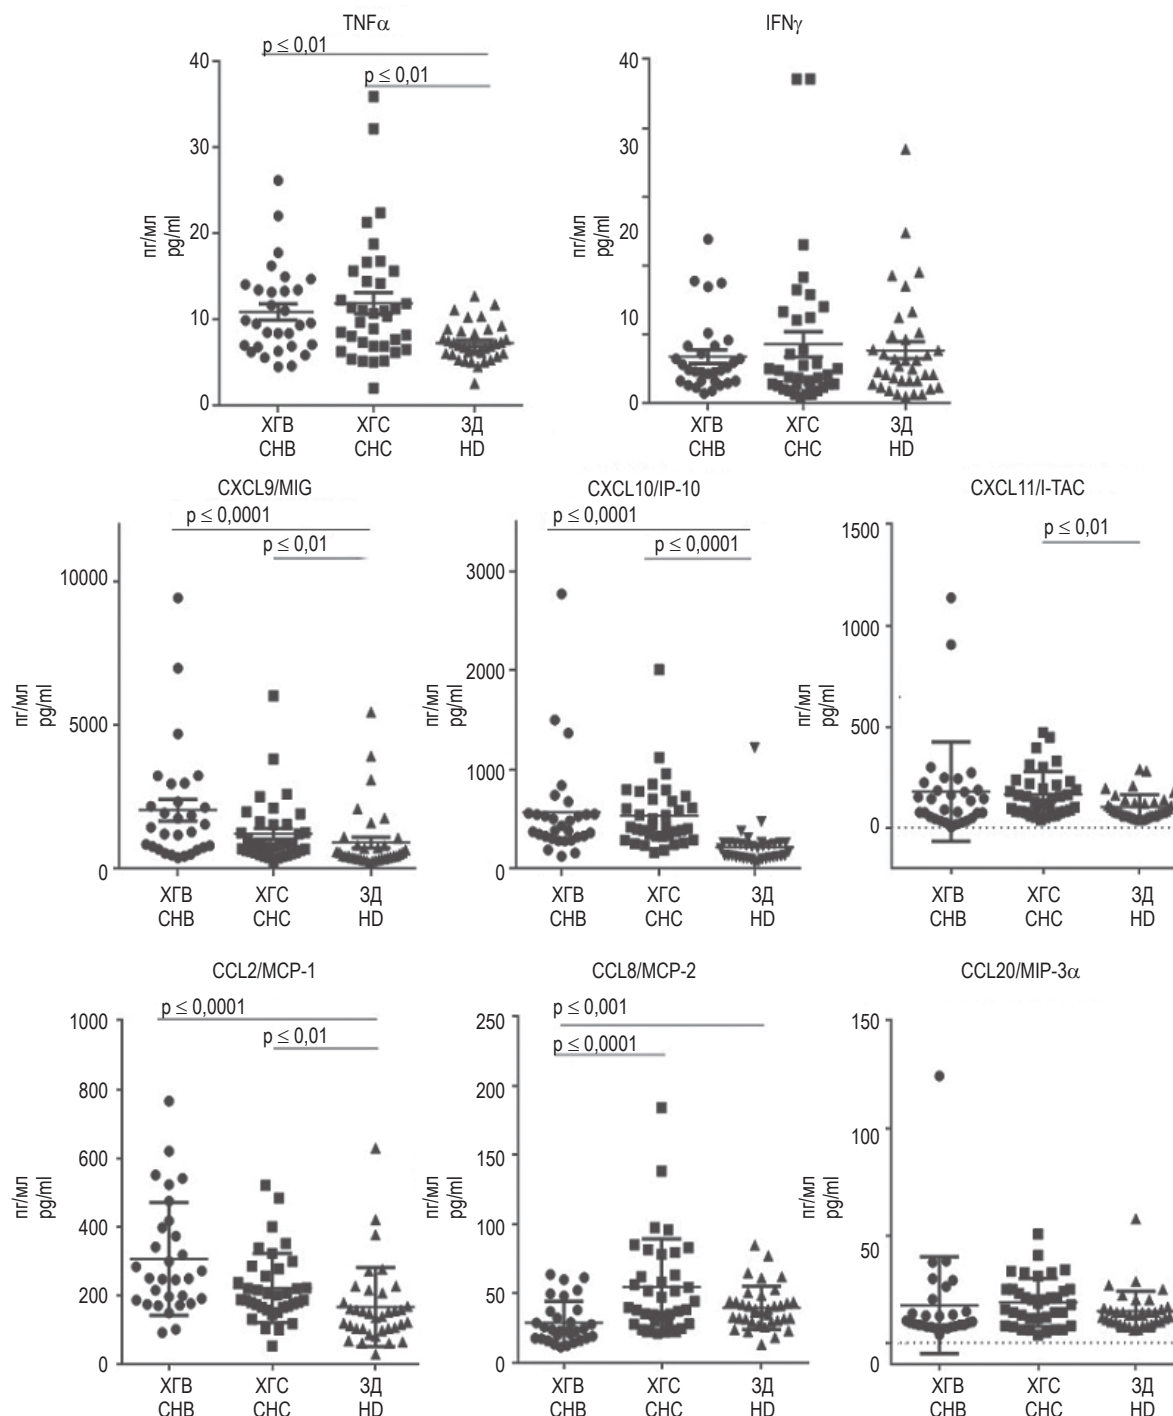 TNFα
p ≤ 0,01
p ≤ 0,01
40
30
20
10
0
пг/мл
pg/ml
ХГВ
CHB
ХГС
CHC
ЗД
HD
IFNγ
40
30
20
10
0
пг/мл
pg/ml
ХГВ
CHB
ХГС
CHC
ЗД
HD
CXCL9/MIG
p ≤ 0,0001
p ≤ 0,01
10000
5000
0
пг/мл
pg/ml
ХГВ
CHB
ХГС
CHC
ЗД
HD
CXCL10/IP-10
p ≤ 0,0001
p ≤ 0,0001
3000
2000
1000
0
пг/мл
pg/ml
ХГВ
CHB
ХГС
CHC
ЗД
HD
CXCL11/I-TAC
p ≤ 0,01
1500
1000
500
0
пг/мл
pg/ml
ХГВ
CHB
ХГС
CHC
ЗД
HD
CCL2/MCP-1
p ≤ 0,0001
p ≤ 0,01
1000
800
600
400
200
0
пг/мл
pg/ml
ХГВ
CHB
ХГС
CHC
ЗД
HD
CCL8/MCP-2
p ≤ 0,001
p ≤ 0,0001
250
200
150
100
50
0
пг/мл
pg/ml
ХГВ
CHB
ХГС
CHC
ЗД
HD
CCL20/MIP-3α
150
100
50
0
пг/мл
pg/ml
ХГВ
CHB
ХГС
CHC
ЗД
HD